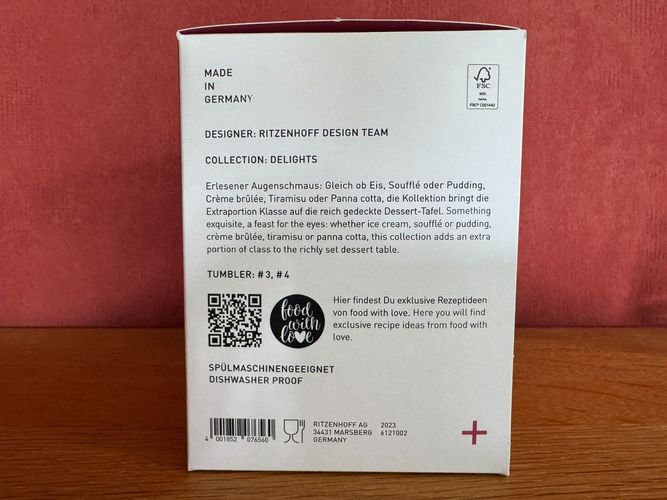 MADE
IN
GERMANY
FSC
MIX
FSC® C021442
DESIGNER: RITZENHOFF DESIGN TEAM
COLLECTION: DELIGHTS
Erlesener Augenschmaus: Gleich ob Eis, Soufflé oder Pudding,
Crème brûlée, Tiramisu oder Panna cotta, die Kollektion bringt die
Extraportion Klasse auf die reich gedeckte Dessert-Tafel. Something
exquisite, a feast for the eyes: whether ice cream, soufflé or pudding,
crème brûlée, tiramisu or panna cotta, this collection adds an extra
portion of class to the richly set dessert table.
TUMBLER: #3, #4
food
with
love
Hier findest Du exklusive Rezeptideen
von food with love. Here you will find
exclusive recipe ideas from food with
love.
SPÜLMASCHINENGEEIGNET
DISHWASHER PROOF
4 001852 076560
RITZENHOFF AG 2023
34431 MARSBERG 6121002
GERMANY